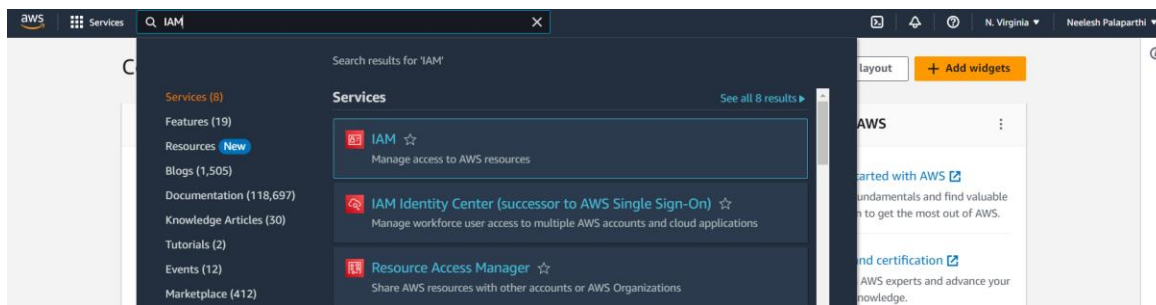 aws Services IAM N. Virginia Neelesh Palaparthi
C
Search results for 'IAM'
layout + Add widgets
Services (8)
Features (19)
Resources New
Blogs (1,505)
Documentation (118,697)
Knowledge Articles (30)
Tutorials (2)
Events (12)
Marketplace (412)
Services See all 8 results
IAM
Manage access to AWS resources
IAM Identity Center (successor to AWS Single Sign-On)
Manage workforce user access to multiple AWS accounts and cloud applications
Resource Access Manager
Share AWS resources with other accounts or AWS Organizations
AWS
arted with AWS
undamentals and find valuable
n to get the most out of AWS.
nd certification
AWS experts and advance your
nowledge.